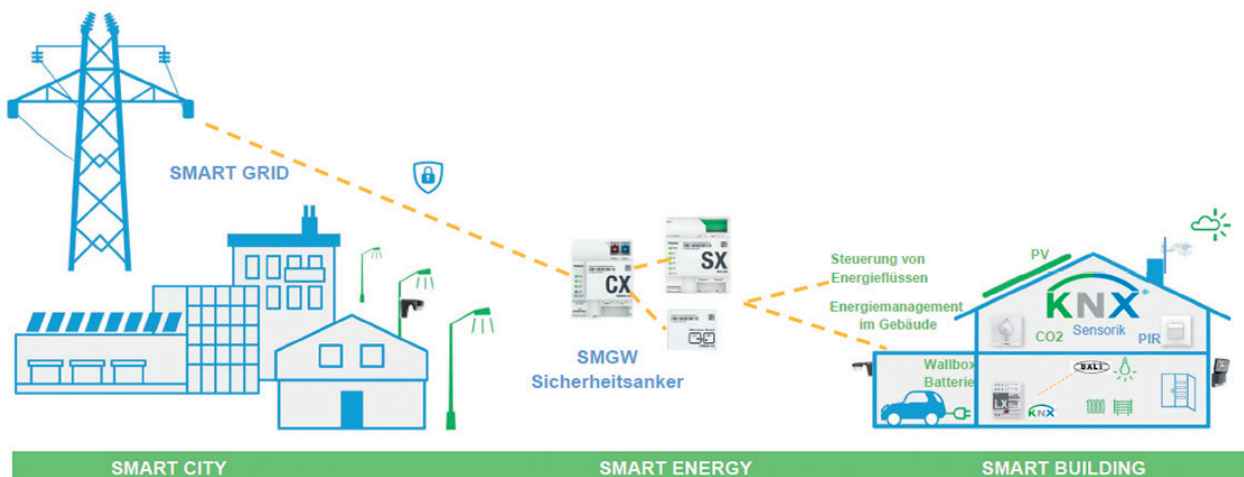 SMART GRID
CX
SX
SMGW
Sicherheitsanker
Steuerung von
Energieflüssen
Energiemanagement
im Gebäude
PV
KNX
CO2
Sensorik
PIR
Wallbox
Batterie
DALI
LX
KNX
SMART CITY
SMART ENERGY
SMART BUILDING